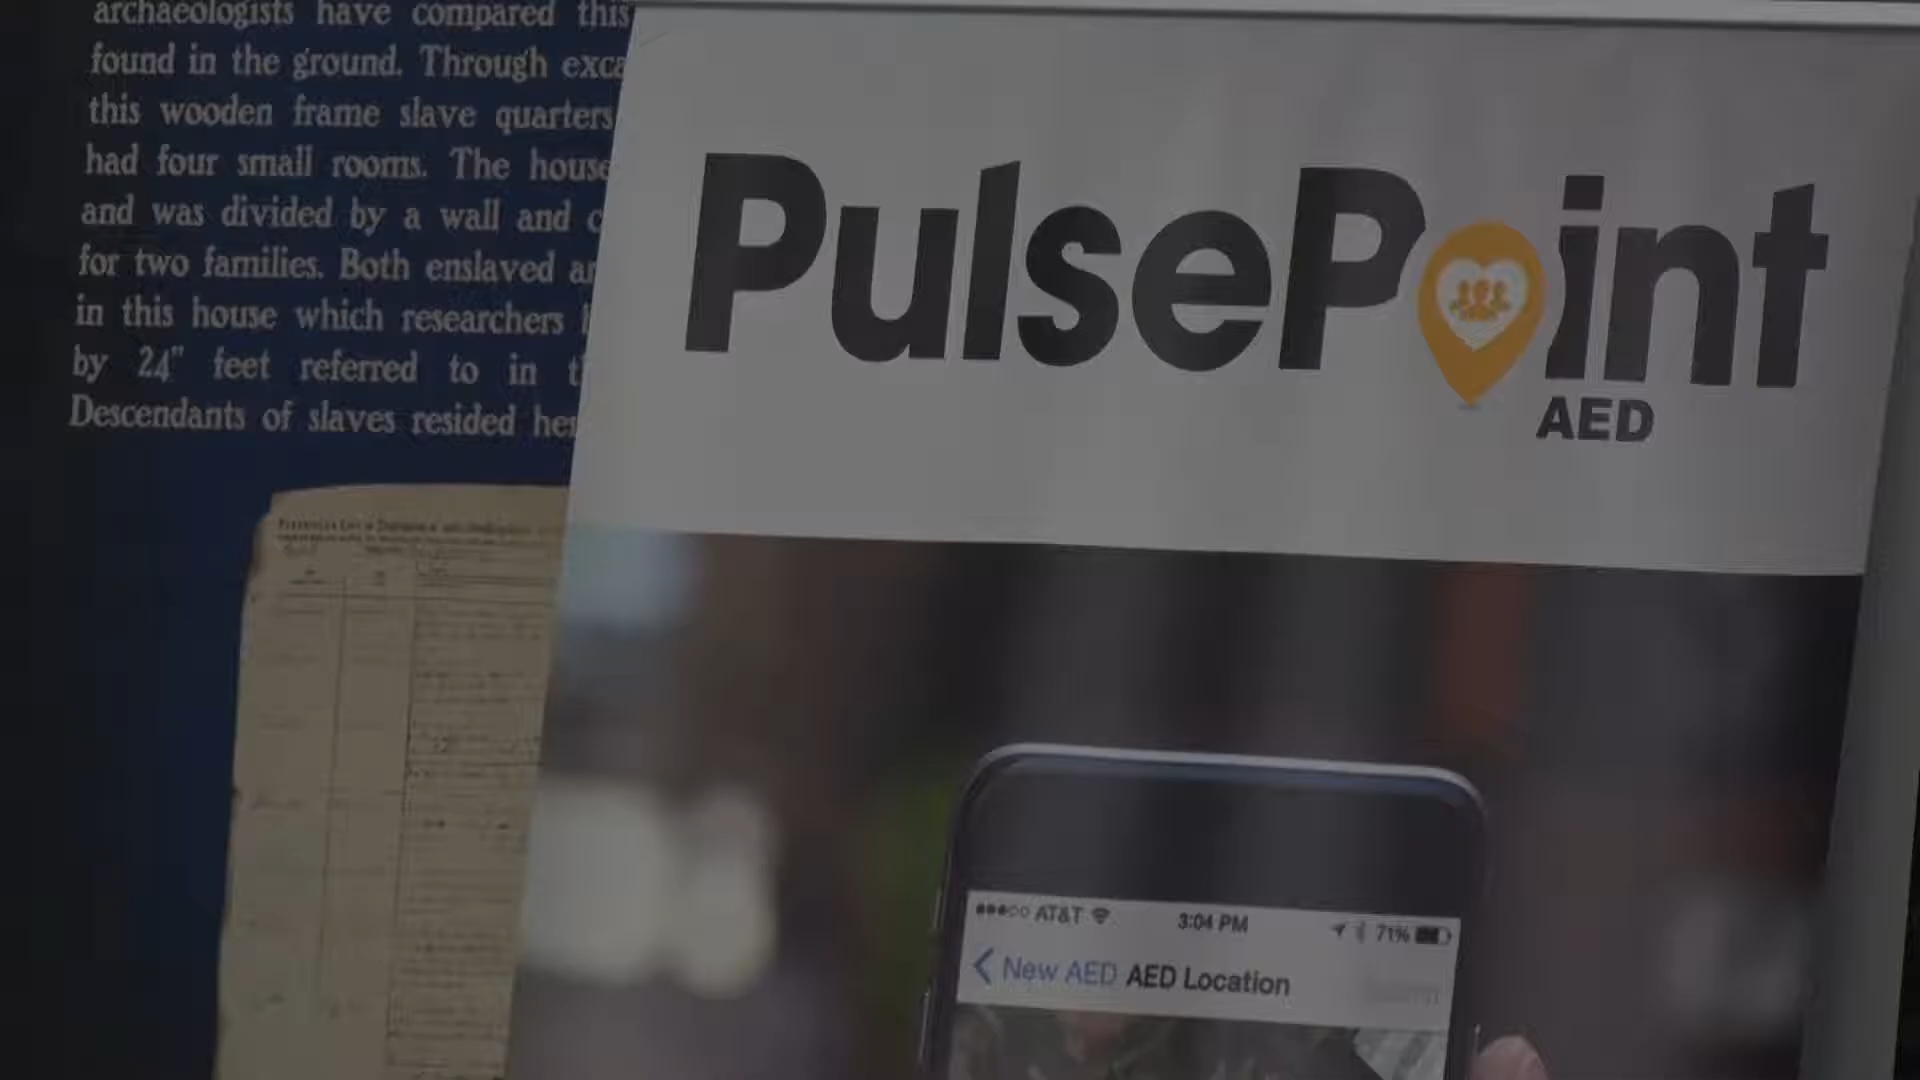 archaeologists have compared this
found in the ground. Through exca
this wooden frame slave quarters
had four small rooms. The house
and was divided by a wall and c
for two families. Both enslaved an
in this house which researchers
by 24" feet referred to in th
Descendants of slaves resided her
PulsePoint
AED
AT&T 3:04 PM 71%
New AED AED Location